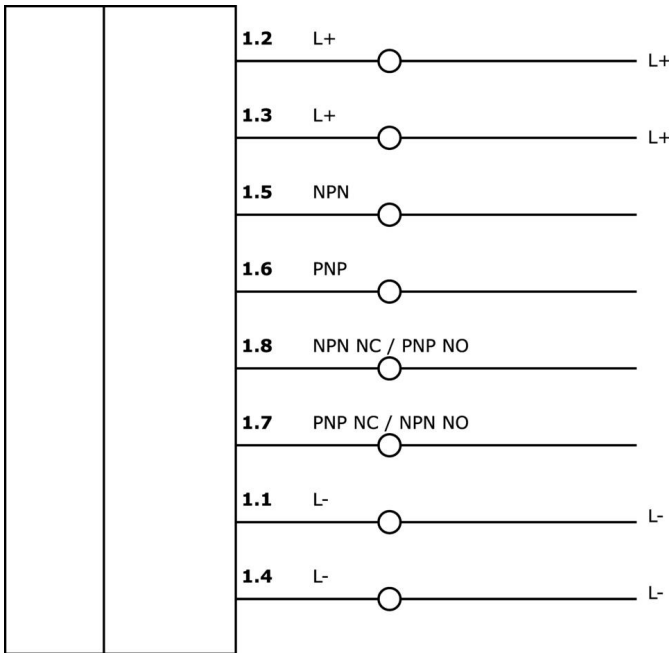 1.2 L+ L+
1.3 L+ L+
1.5 NPN
1.6 PNP
1.8 NPN NC / PNP NO
1.7 PNP NC / NPN NO
1.1 L- L-
1.4 L- L-